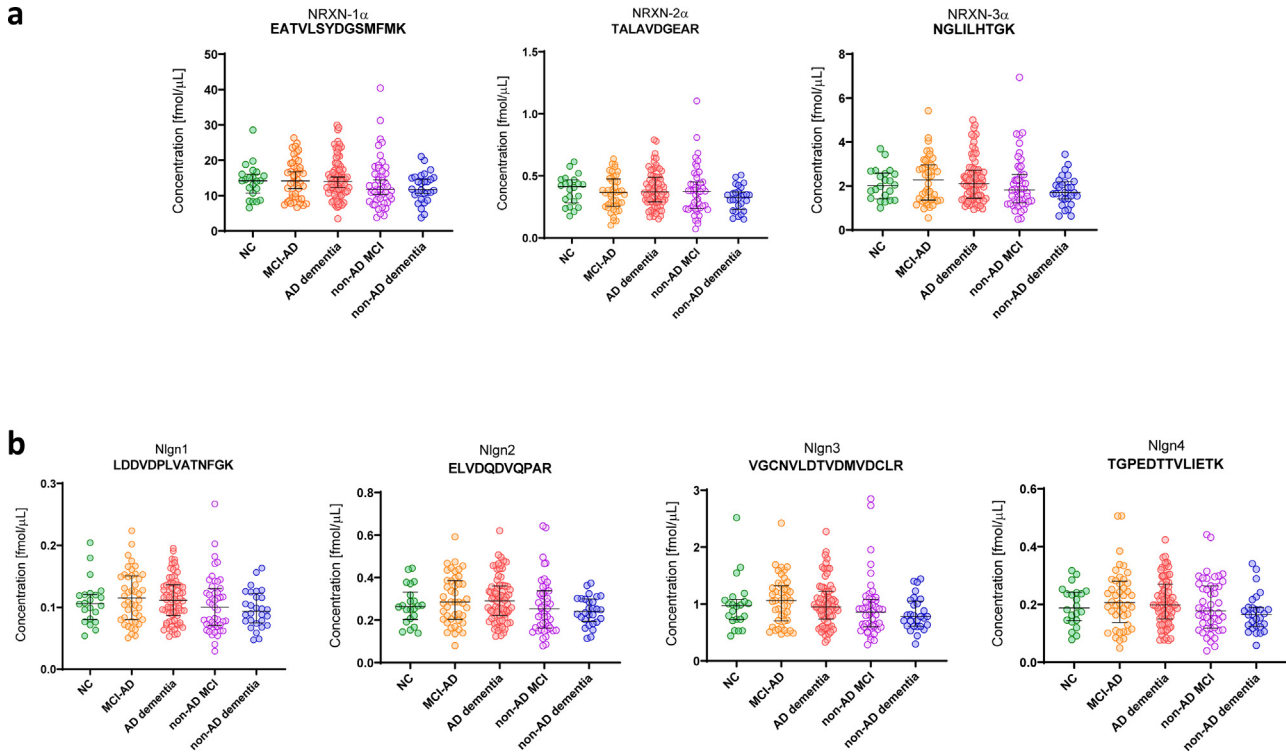 a
NRXN-1α
EATVLSYDGSMFMK
Concentration [fmol/μL]
50
40
30
20
10
0
NC
MCI-AD
AD dementia
non-AD MCI
non-AD dementia
NRXN-2α
TALAVDGEAR
Concentration [fmol/μL]
1.5
1.0
0.5
0.0
NC
MCI-AD
AD dementia
non-AD MCI
non-AD dementia
NRXN-3α
NGLILHTGK
Concentration [fmol/μL]
8
6
4
2
0
NC
MCI-AD
AD dementia
non-AD MCI
non-AD dementia
b
Nlgn1
LDDVDPLVATNFGK
Concentration [fmol/μL]
0.3
0.2
0.1
0.0
NC
MCI-AD
AD dementia
non-AD MCI
non-AD dementia
Nlgn2
ELVDQDVQPAR
Concentration [fmol/μL]
0.8
0.6
0.4
0.2
0.0
NC
MCI-AD
AD dementia
non-AD MCI
non-AD dementia
Nlgn3
VGCNVLDTVDMVDCLR
Concentration [fmol/μL]
3
2
1
0
NC
MCI-AD
AD dementia
non-AD MCI
non-AD dementia
Nlgn4
TGPEDTTVLIETK
Concentration [fmol/μL]
0.6
0.4
0.2
0.0
NC
MCI-AD
AD dementia
non-AD MCI
non-AD dementia